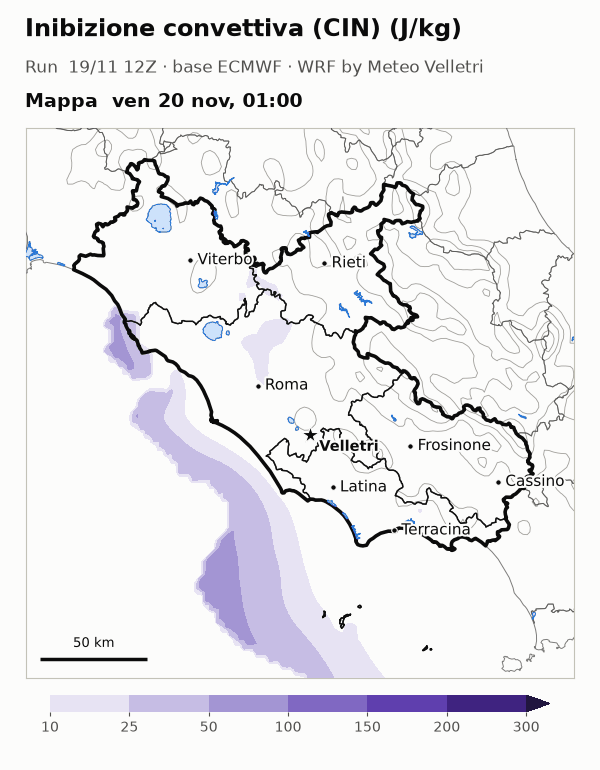 Inibizione convettiva (CIN) (J/kg)
Run 19/11 12Z · base ECMWF · WRF by Meteo Velletri
Mappa ven 20 nov, 01:00
Viterbo
Rieti
Roma
Velletri
Frosinone
Cassino
Latina
Terracina
50 km
10 25 50 100 150 200 300